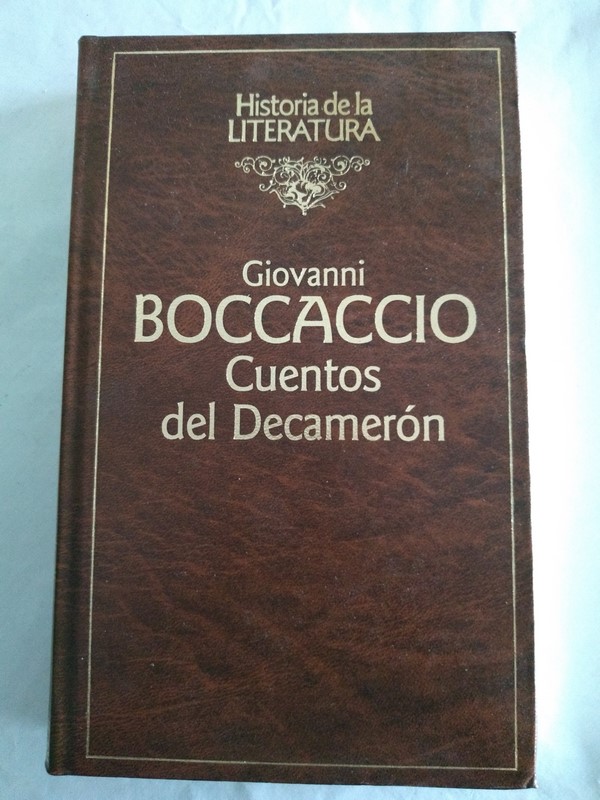 Historia de la
LITERATURA
Giovanni
BOCCACCIO
Cuentos
del Decamerón